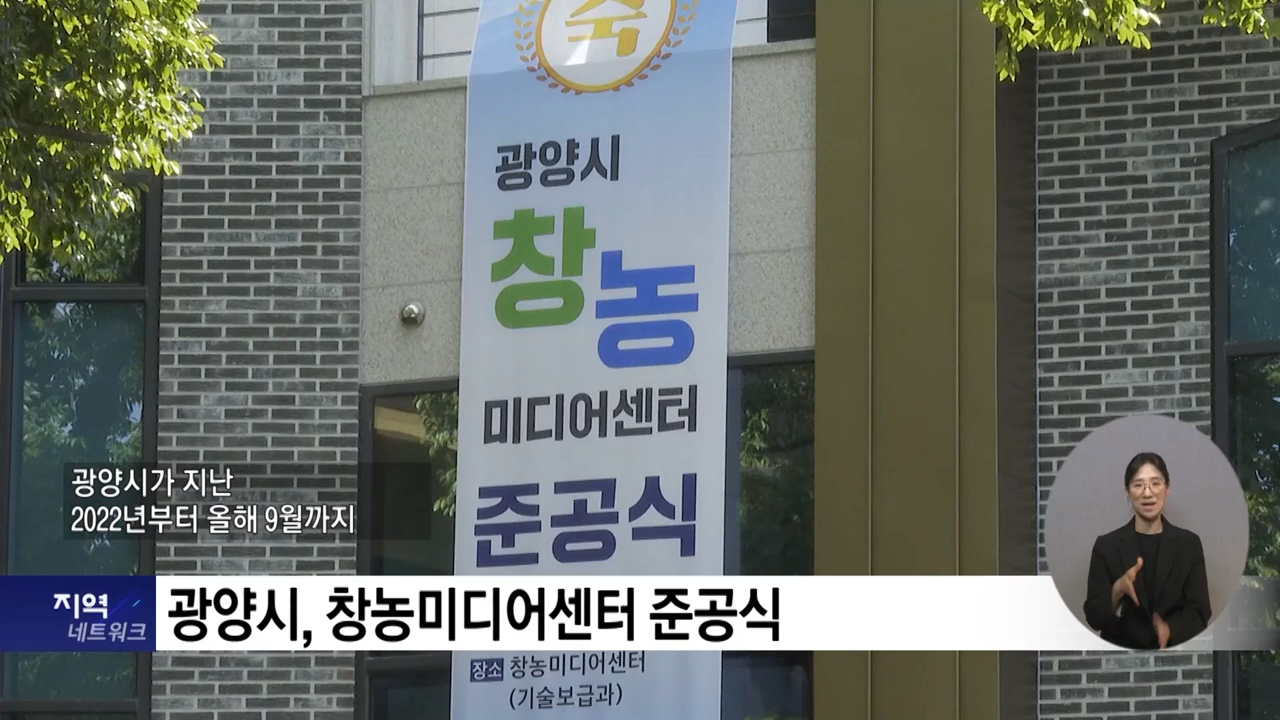 숙
광양시
창농
미디어센터
준공식
광양시가 지난
2022년부터 올해 9월까지
지역
네트워크
광양시, 창농미디어센터 준공식
장소 창농미디어센터
(기술보급과)